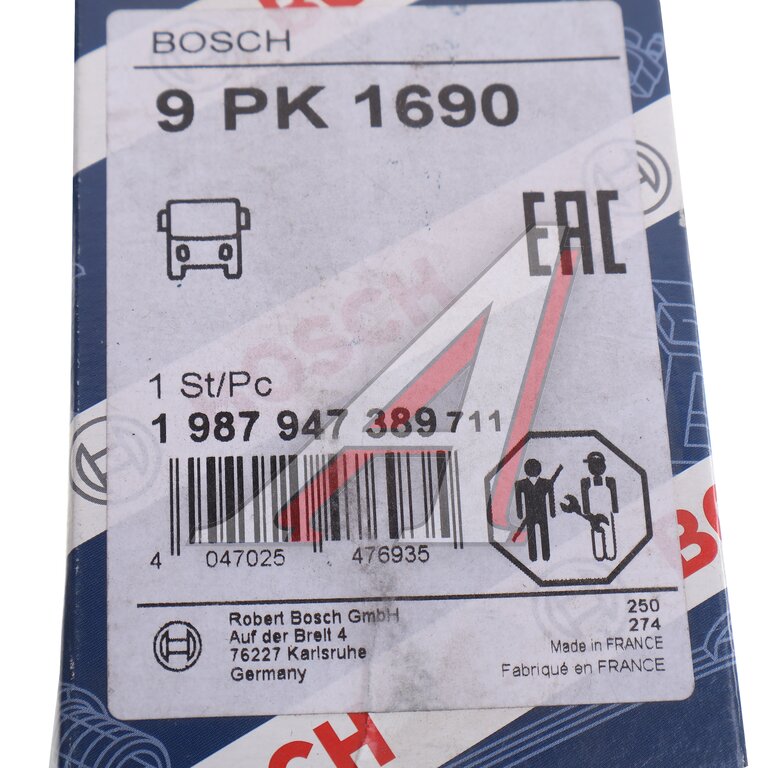 BOSCH
9 PK 1690
EAC
BOSCH
1 St/Pc
1 987 947 389 711
4 047025 476935
Robert Bosch GmbH
Auf der Breit 4
76227 Karlsruhe
Germany
250
274
Made in FRANCE
Fabriqué en FRANCE